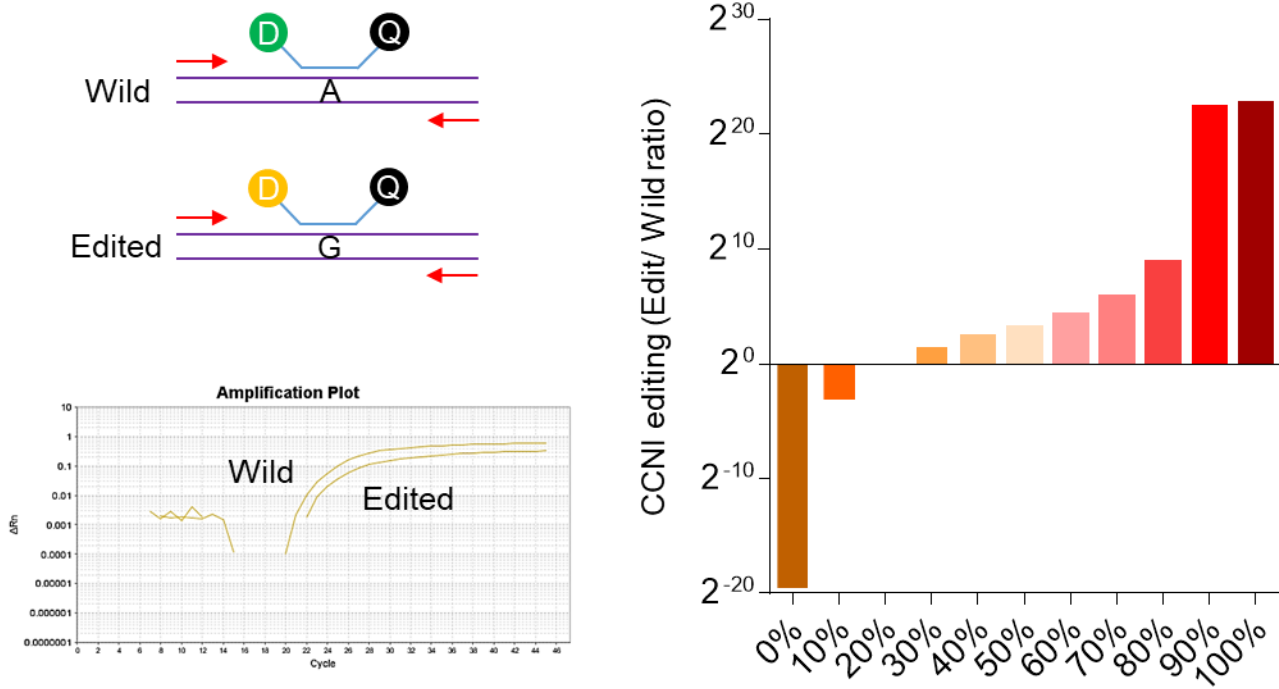 D Q
Wild A
D Q
Edited G
Amplification Plot
10
1
0.1
0.01
0.001
0.0001
0.00001
0.000001
0.0000001
ΔRn
Wild
Edited
0 2 4 6 8 10 12 14 16 18 20 22 24 26 28 30 32 34 36 38 40 42 44 46
Cycle
CCNI editing (Edit/ Wild ratio)
2^30
2^20
2^10
2^0
2^-10
2^-20
0% 10% 20% 30% 40% 50% 60% 70% 80% 90% 100%